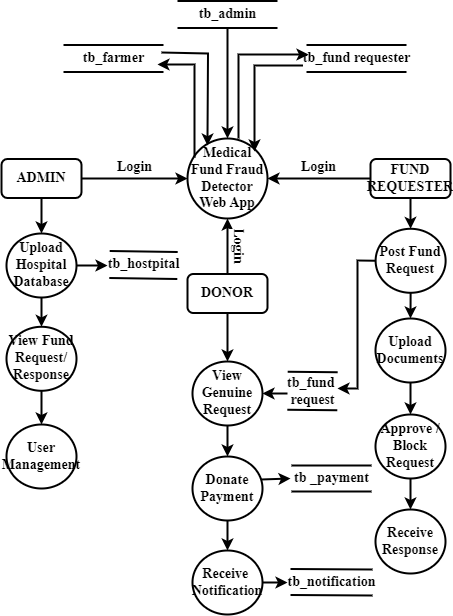 tb_admin
tb_farmer
tb_fund requester
Medical
Fund Fraud
Detector
Web App
Login
Login
ADMIN
FUND
REQUESTER
Login
Upload
Hospital
Database
tb_hostpital
Post Fund
Request
DONOR
View Fund
Request/
Response
Upload
Documents
View
Genuine
Request
tb_fund
request
User
Management
Approve /
Block
Request
Donate
Payment
tb _payment
Receive
Response
Receive
Notification
tb_notification